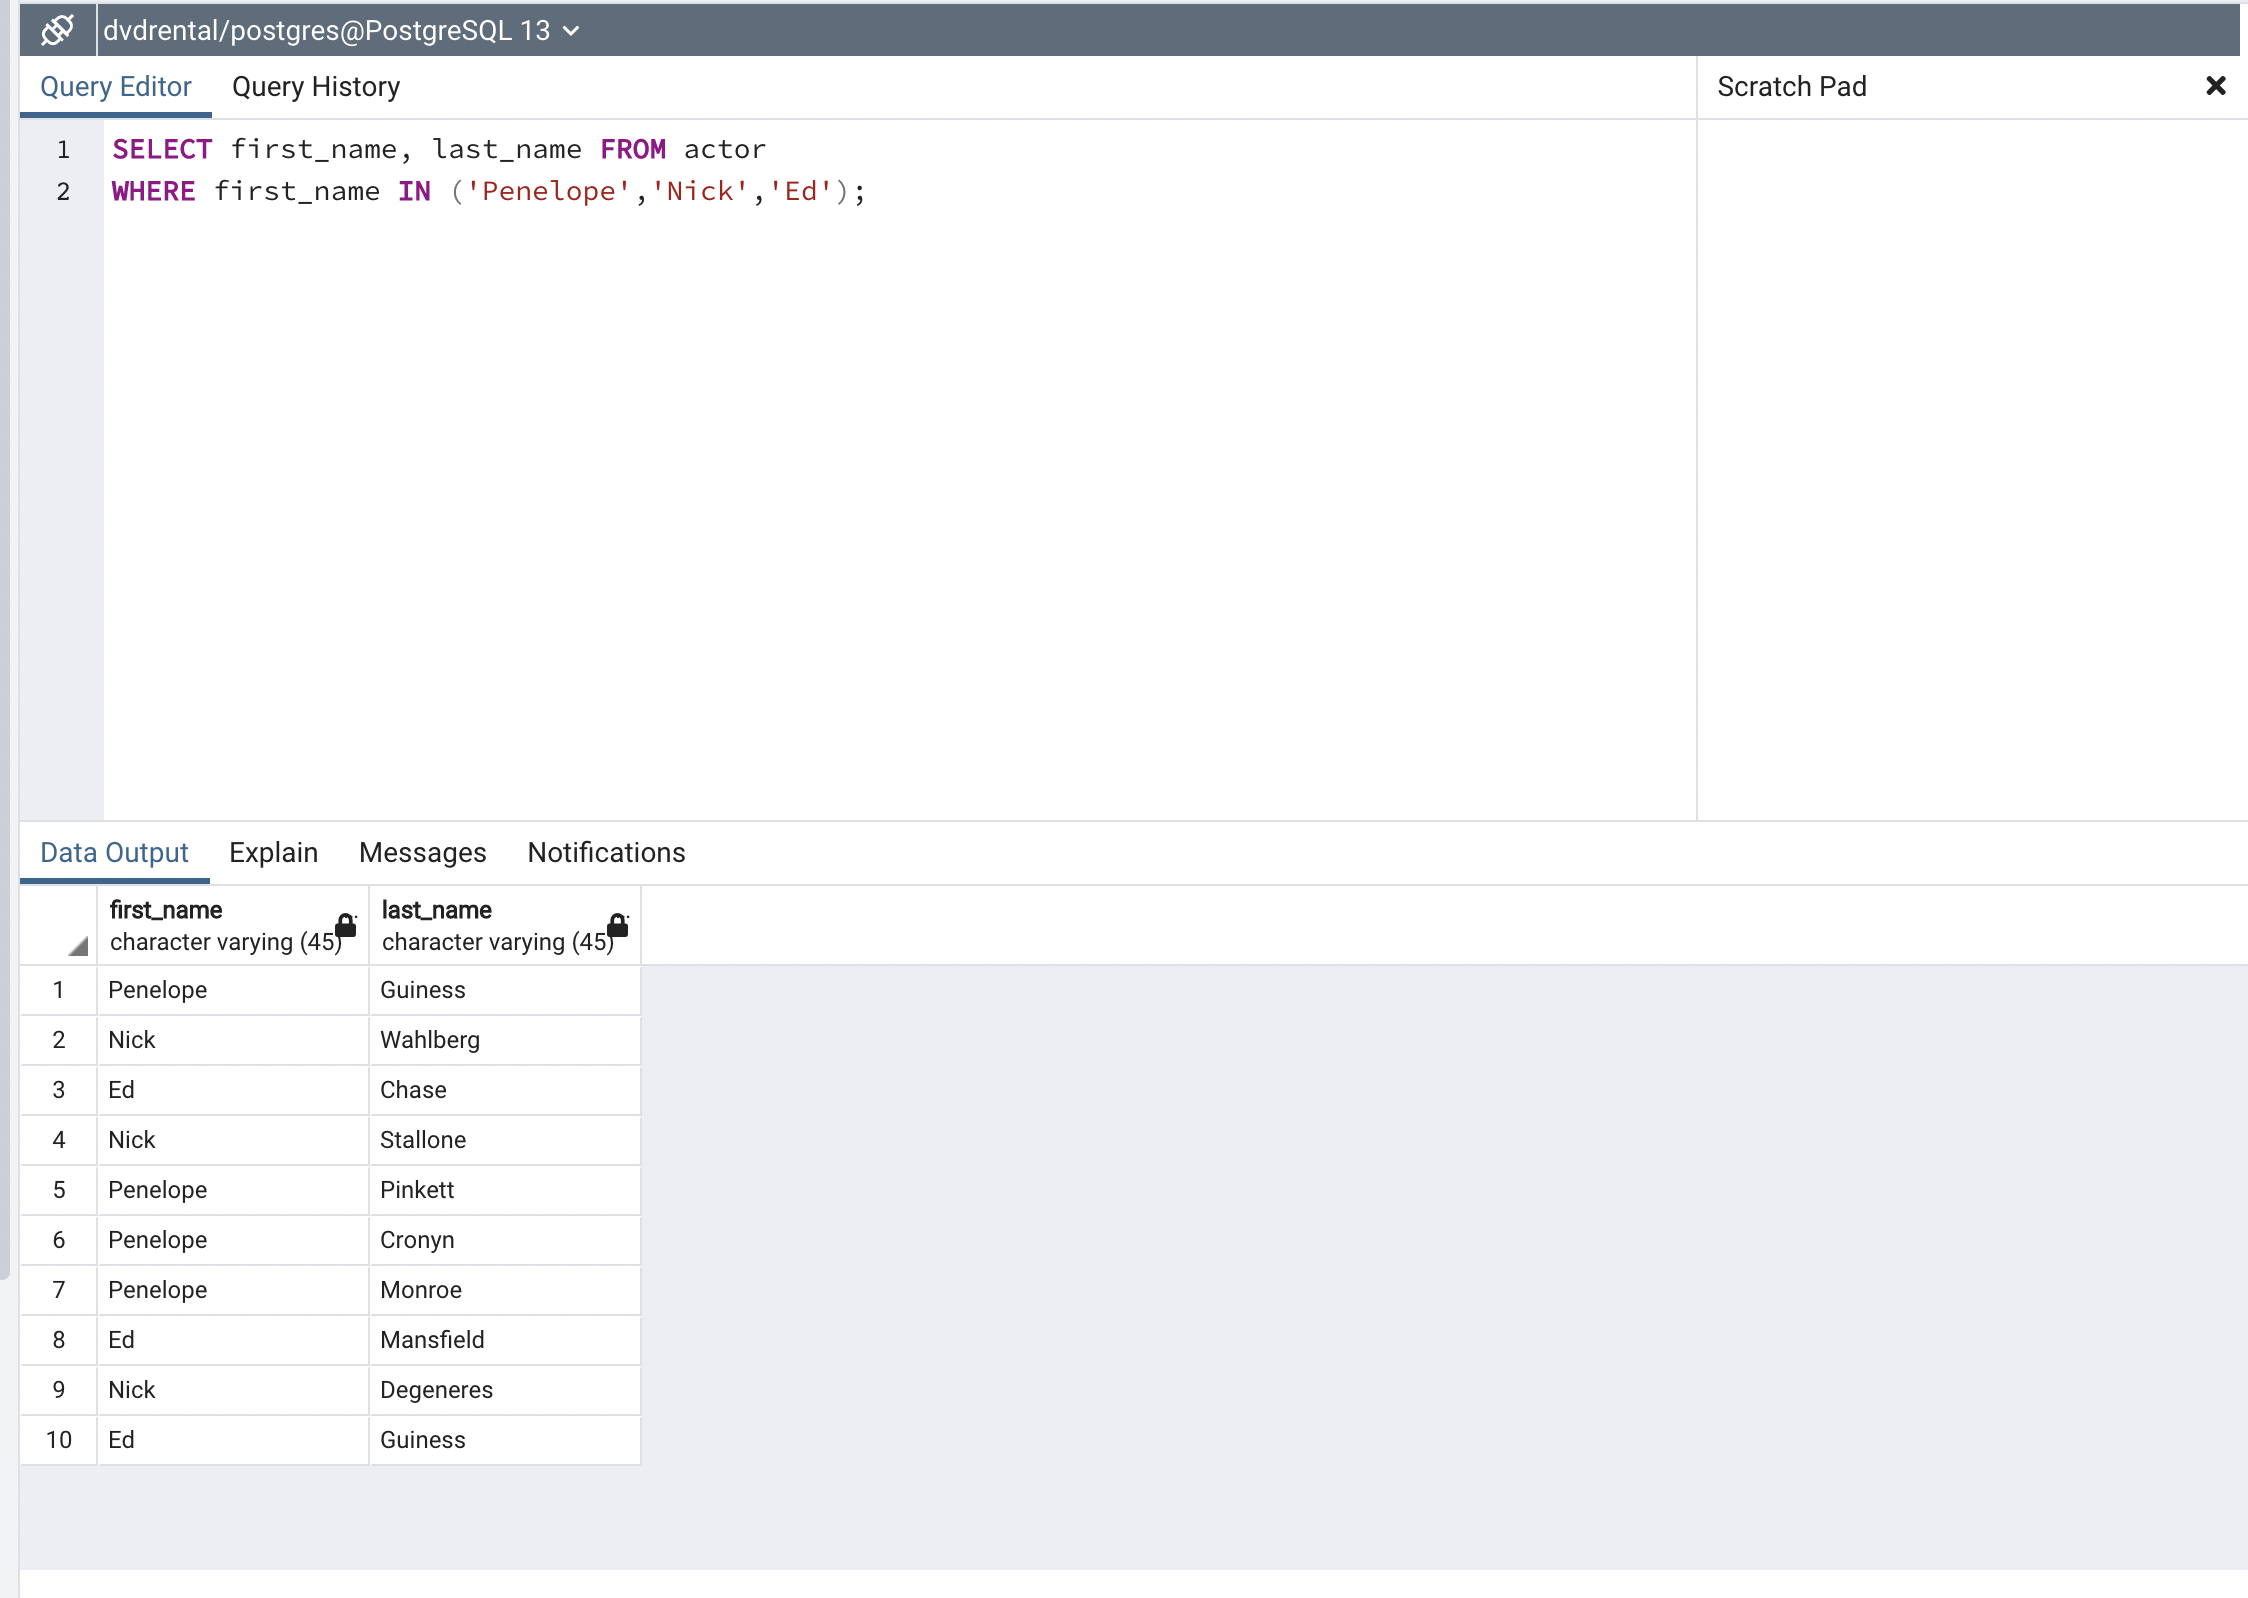 dvdrental/postgres@PostgreSQL 13
Query Editor Query History Scratch Pad
1 SELECT first_name, last_name FROM actor
2 WHERE first_name IN ('Penelope','Nick','Ed');
Data Output Explain Messages Notifications
first_name last_name
character varying (45) character varying (45)
1 Penelope Guiness
2 Nick Wahlberg
3 Ed Chase
4 Nick Stallone
5 Penelope Pinkett
6 Penelope Cronyn
7 Penelope Monroe
8 Ed Mansfield
9 Nick Degeneres
10 Ed Guiness